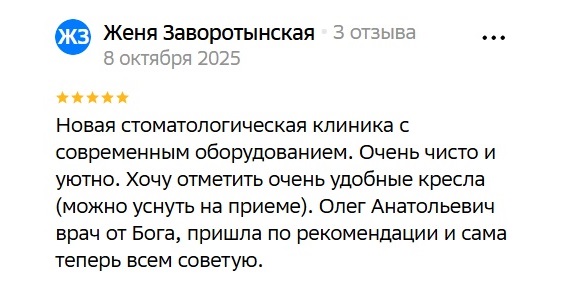 ЖЗ
Женя Заворотынская • 3 отзыва
8 октября 2025
Новая стоматологическая клиника с
современным оборудованием. Очень чисто и
уютно. Хочу отметить очень удобные кресла
(можно уснуть на приеме). Олег Анатольевич
врач от Бога, пришла по рекомендации и сама
теперь всем советую.